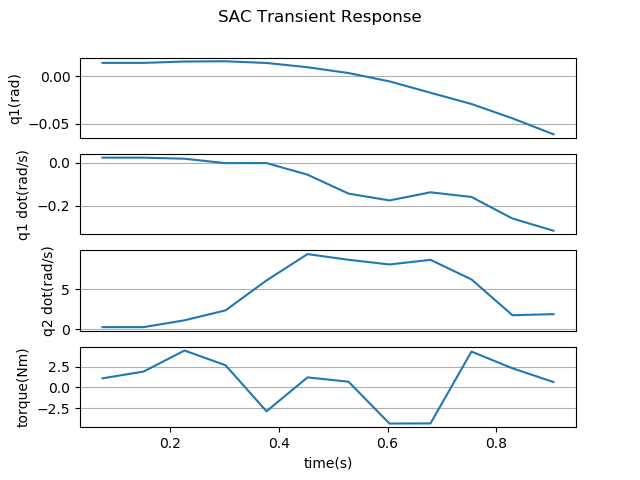 SAC Transient Response
q1(rad)
0.00
−0.05
q1 dot(rad/s)
0.0
−0.2
q2 dot(rad/s)
5
0
torque(Nm)
2.5
0.0
−2.5
0.2 0.4 0.6 0.8
time(s)